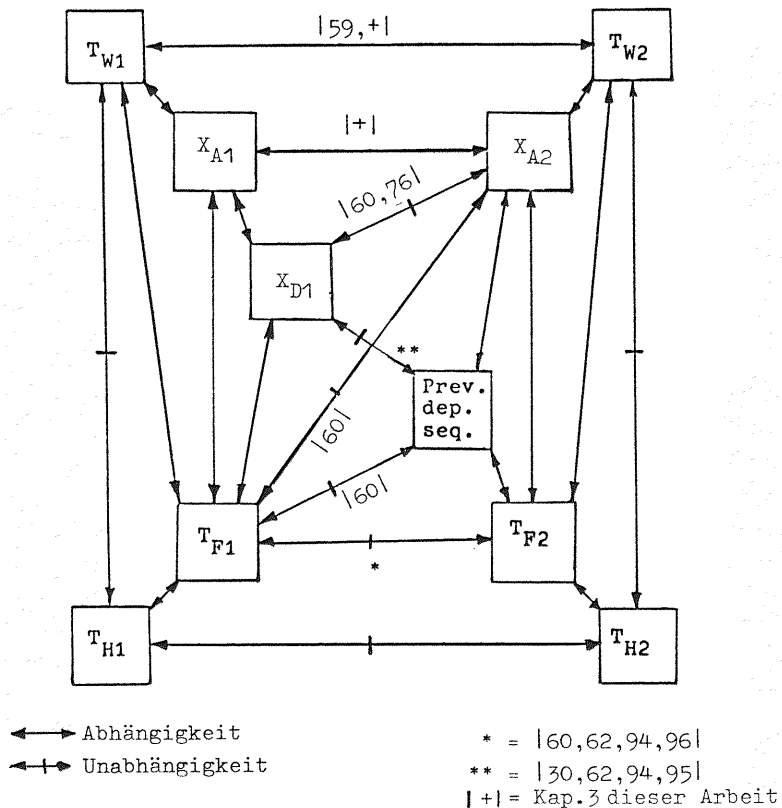 |59,+|
T_W1
T_W2
X_A1
|+|
X_A2
|60,76|
X_D1
**
Prev.
dep.
seq.
|60|
|60|
T_F1
T_F2
*
T_H1
T_H2
Abhängigkeit
Unabhängigkeit
* = |60,62,94,96|
** = |30,62,94,95|
|+| = Kap.3 dieser Arbeit